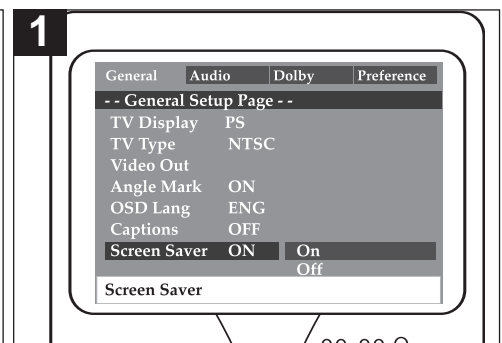 1
General Audio Dolby Preference
- - General Setup Page - -
TV Display PS
TV Type NTSC
Video Out
Angle Mark ON
OSD Lang ENG
Captions OFF
Screen Saver ON On
Off
Screen Saver